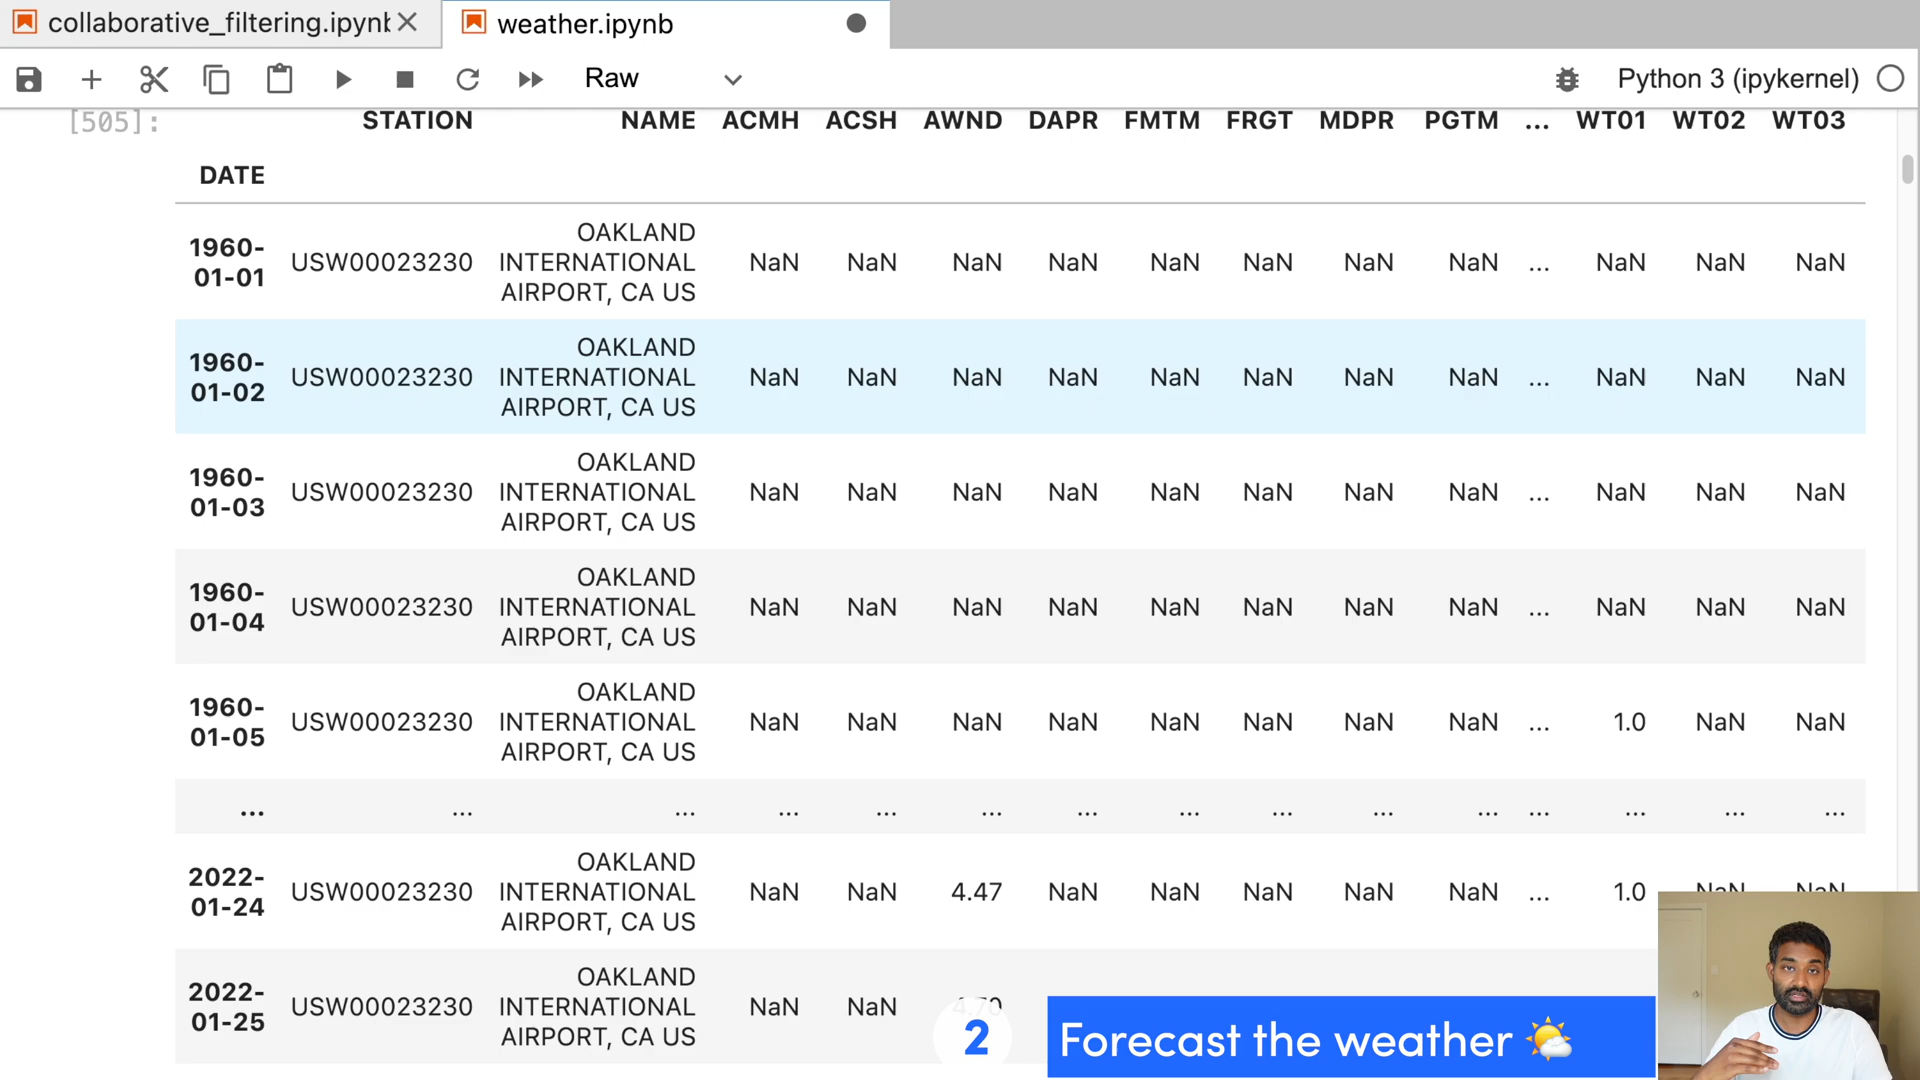 collaborative_filtering.ipynb
weather.ipynb
Raw
Python 3 (ipykernel)
[505]:
STATION NAME ACMH ACSH AWND DAPR FMTM FRGT MDPR PGTM ... WT01 WT02 WT03
DATE
OAKLAND
1960-
USW00023230 INTERNATIONAL NaN NaN NaN NaN NaN NaN NaN NaN ... NaN NaN NaN
01-01
AIRPORT, CA US
OAKLAND
1960-
USW00023230 INTERNATIONAL NaN NaN NaN NaN NaN NaN NaN NaN ... NaN NaN NaN
01-02
AIRPORT, CA US
OAKLAND
1960-
USW00023230 INTERNATIONAL NaN NaN NaN NaN NaN NaN NaN NaN ... NaN NaN NaN
01-03
AIRPORT, CA US
OAKLAND
1960-
USW00023230 INTERNATIONAL NaN NaN NaN NaN NaN NaN NaN NaN ... NaN NaN NaN
01-04
AIRPORT, CA US
OAKLAND
1960-
USW00023230 INTERNATIONAL NaN NaN NaN NaN NaN NaN NaN NaN ... 1.0 NaN NaN
01-05
AIRPORT, CA US
... ... ... ... ... ... ... ... ... ... ... ... ... ... ...
OAKLAND
2022-
USW00023230 INTERNATIONAL NaN NaN 4.47 NaN NaN NaN NaN NaN ... 1.0 NaN NaN
01-24
AIRPORT, CA US
OAKLAND
2022-
USW00023230 INTERNATIONAL NaN NaN 4.70
01-25
AIRPORT, CA US
2 Forecast the weather